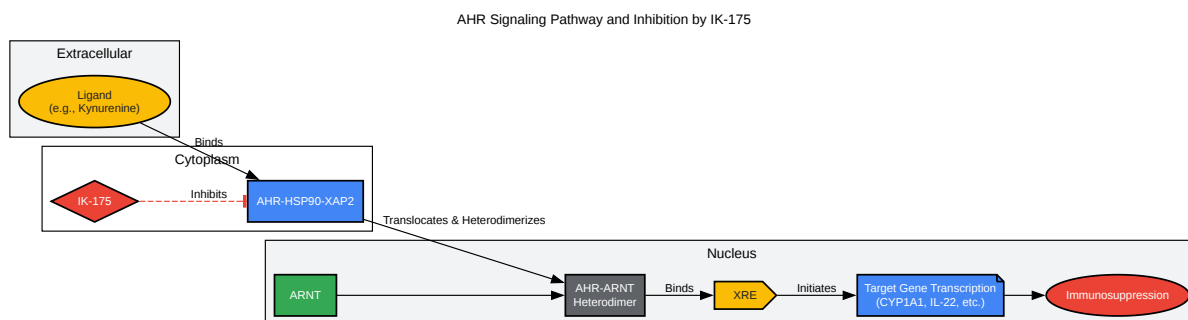 AHR Signaling Pathway and Inhibition by IK-175
Extracellular
Ligand
(e.g., Kynurenine)
Binds
Cytoplasm
IK-175
Inhibits
AHR-HSP90-XAP2
Translocates & Heterodimerizes
Nucleus
ARNT
AHR-ARNT
Heterodimer
Binds
XRE
Initiates
Target Gene Transcription
(CYP1A1, IL-22, etc.)
Immunosuppression